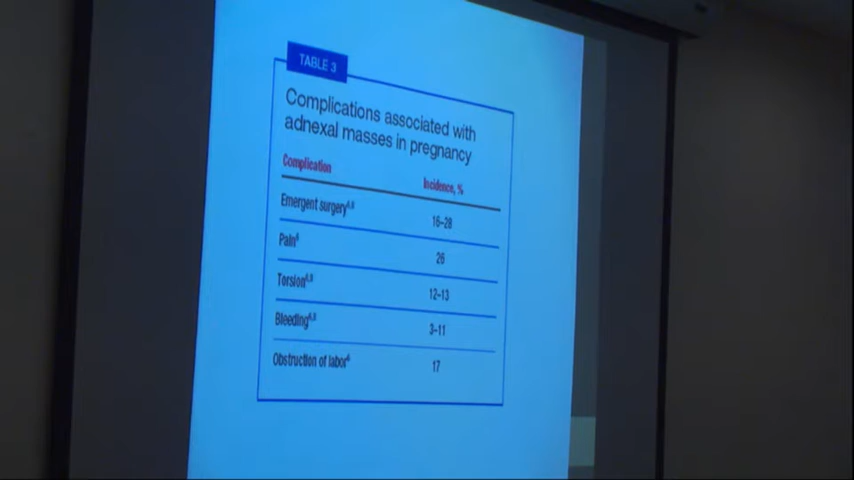 TABLE 3
Complications associated with
adnexal masses in pregnancy
Complication Incidence, %
Emergent surgery 16–28
Pain 26
Torsion 12–13
Bleeding 3–11
Obstruction of labor 17